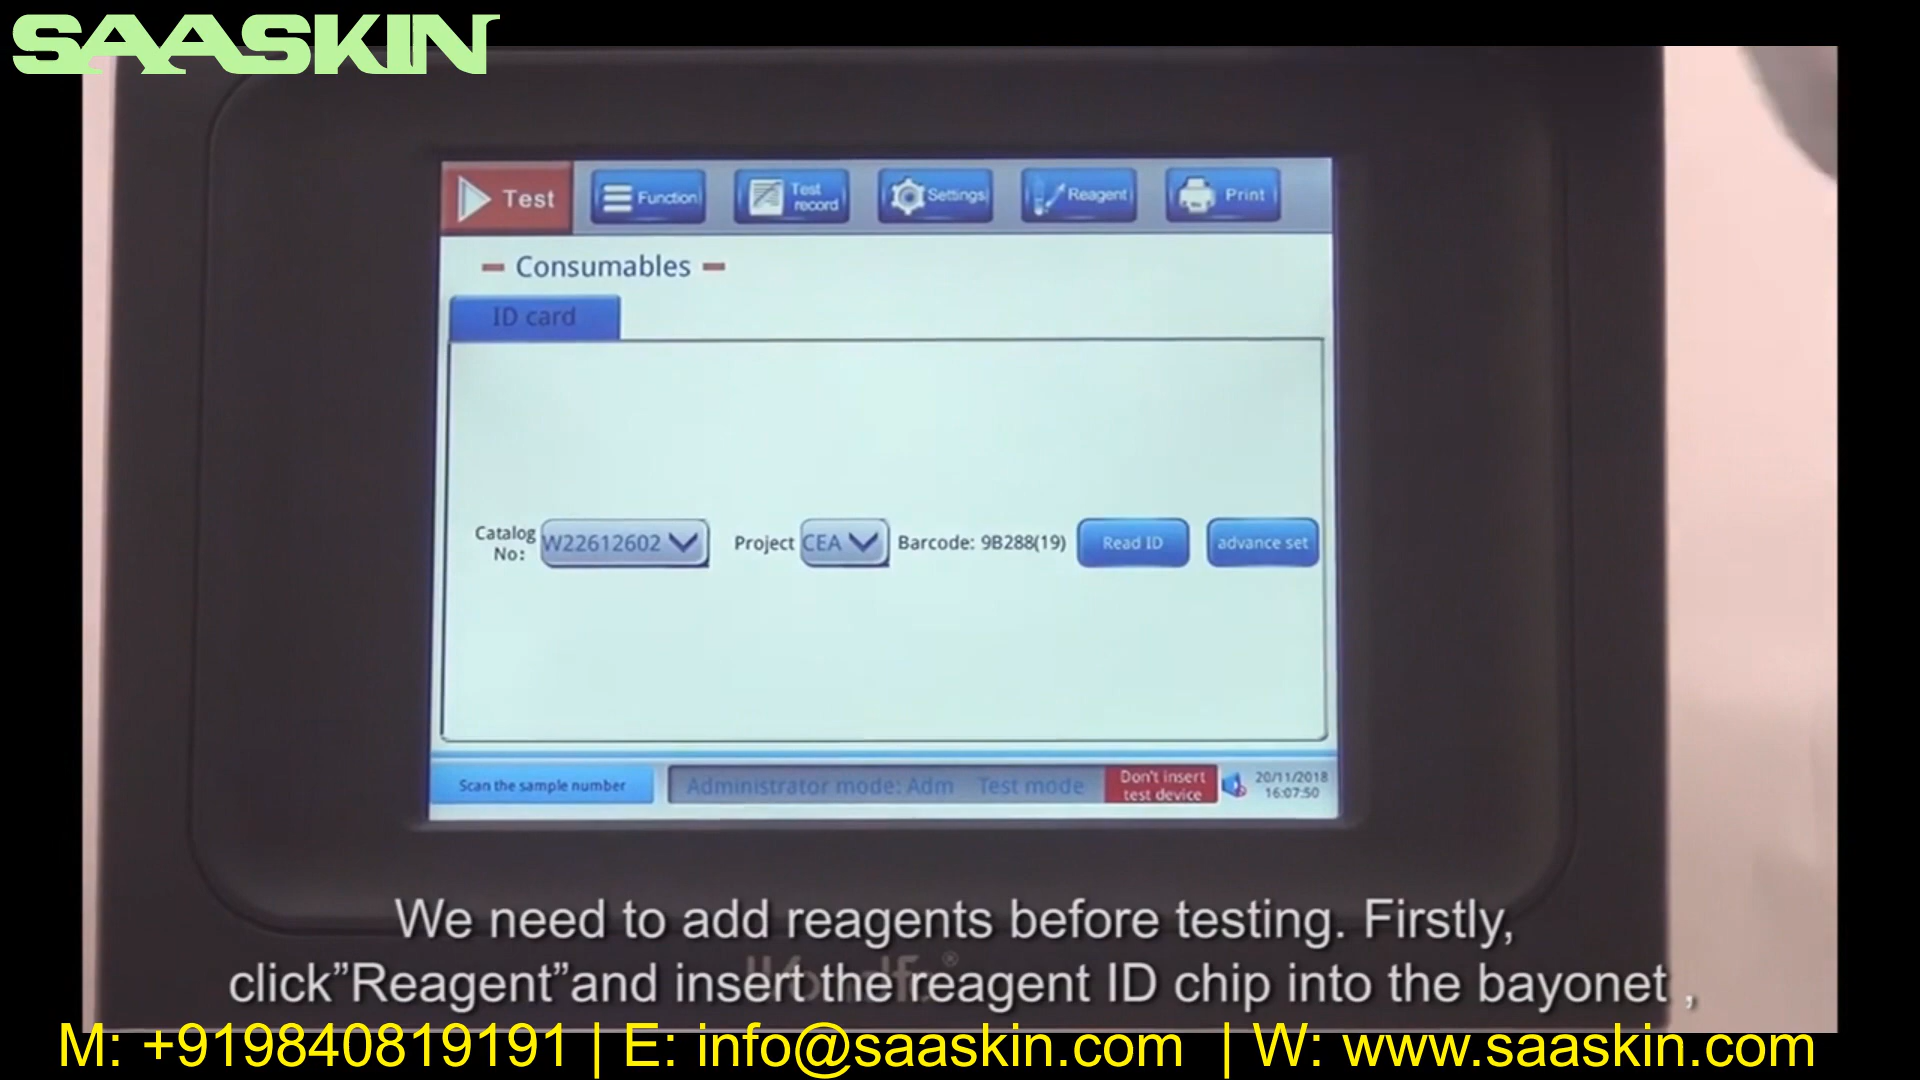 SAASKIN
Test
Function
Test
record
Settings
Reagent
Print
Consumables
ID card
Catalog
No:
W22612602
Project
CEA
Barcode: 9B288(19)
Read ID
advance set
Scan the sample number
Administrator mode: Adm
Test mode
Don't insert
test device
20/11/2018
16:07:50
We need to add reagents before testing. Firstly,
click”Reagent”and insert the reagent ID chip into the bayonet ,
M: +919840819191 | E: info@saaskin.com | W: www.saaskin.com